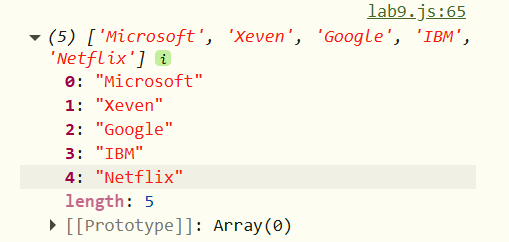 lab9.js:65
(5) ['Microsoft', 'Xeven', 'Google', 'IBM',
'Netflix'] i
0: "Microsoft"
1: "Xeven"
2: "Google"
3: "IBM"
4: "Netflix"
length: 5
[[Prototype]]: Array(0)